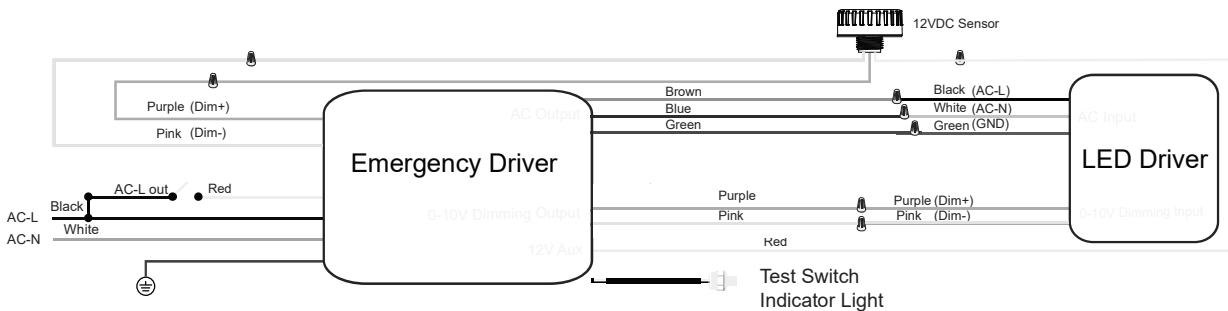 12VDC Sensor
Purple (Dim+)
Pink (Dim-)
AC-L out
Red
Black
AC-L
White
AC-N
Emergency Driver
AC Output
0-10V Dimming Output
12V Aux
Brown
Blue
Green
Black (AC-L)
White (AC-N)
Green (GND)
AC Input
LED Driver
Purple
Pink
Purple (Dim+)
Pink (Dim-)
0-10V Dimming Input
Red
Test Switch
Indicator Light